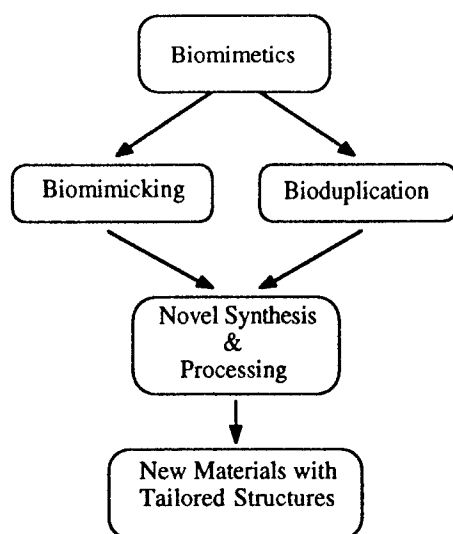 Biomimetics
Biomimicking
Bioduplication
Novel Synthesis
&
Processing
New Materials with
Tailored Structures